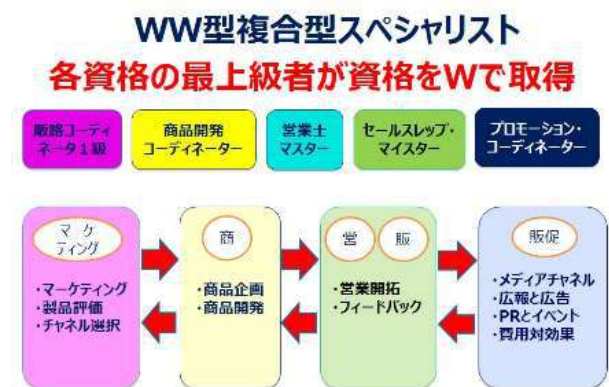 WW型複合型スペシャリスト
各資格の最上級者が資格をWで取得
販路コーディ
ネータ1級
商品開発
コーディネーター
営業士
マスター
セールスレップ・
マイスター
プロモーション・
コーディネーター
マーケ
ティング
・マーケティング
・製品評価
・チャネル選択
商
・商品企画
・商品開発
営
販
・営業開拓
・フィードバック
販促
・メディアチャネル
・広報と広告
・PRとイベント
・費用対効果